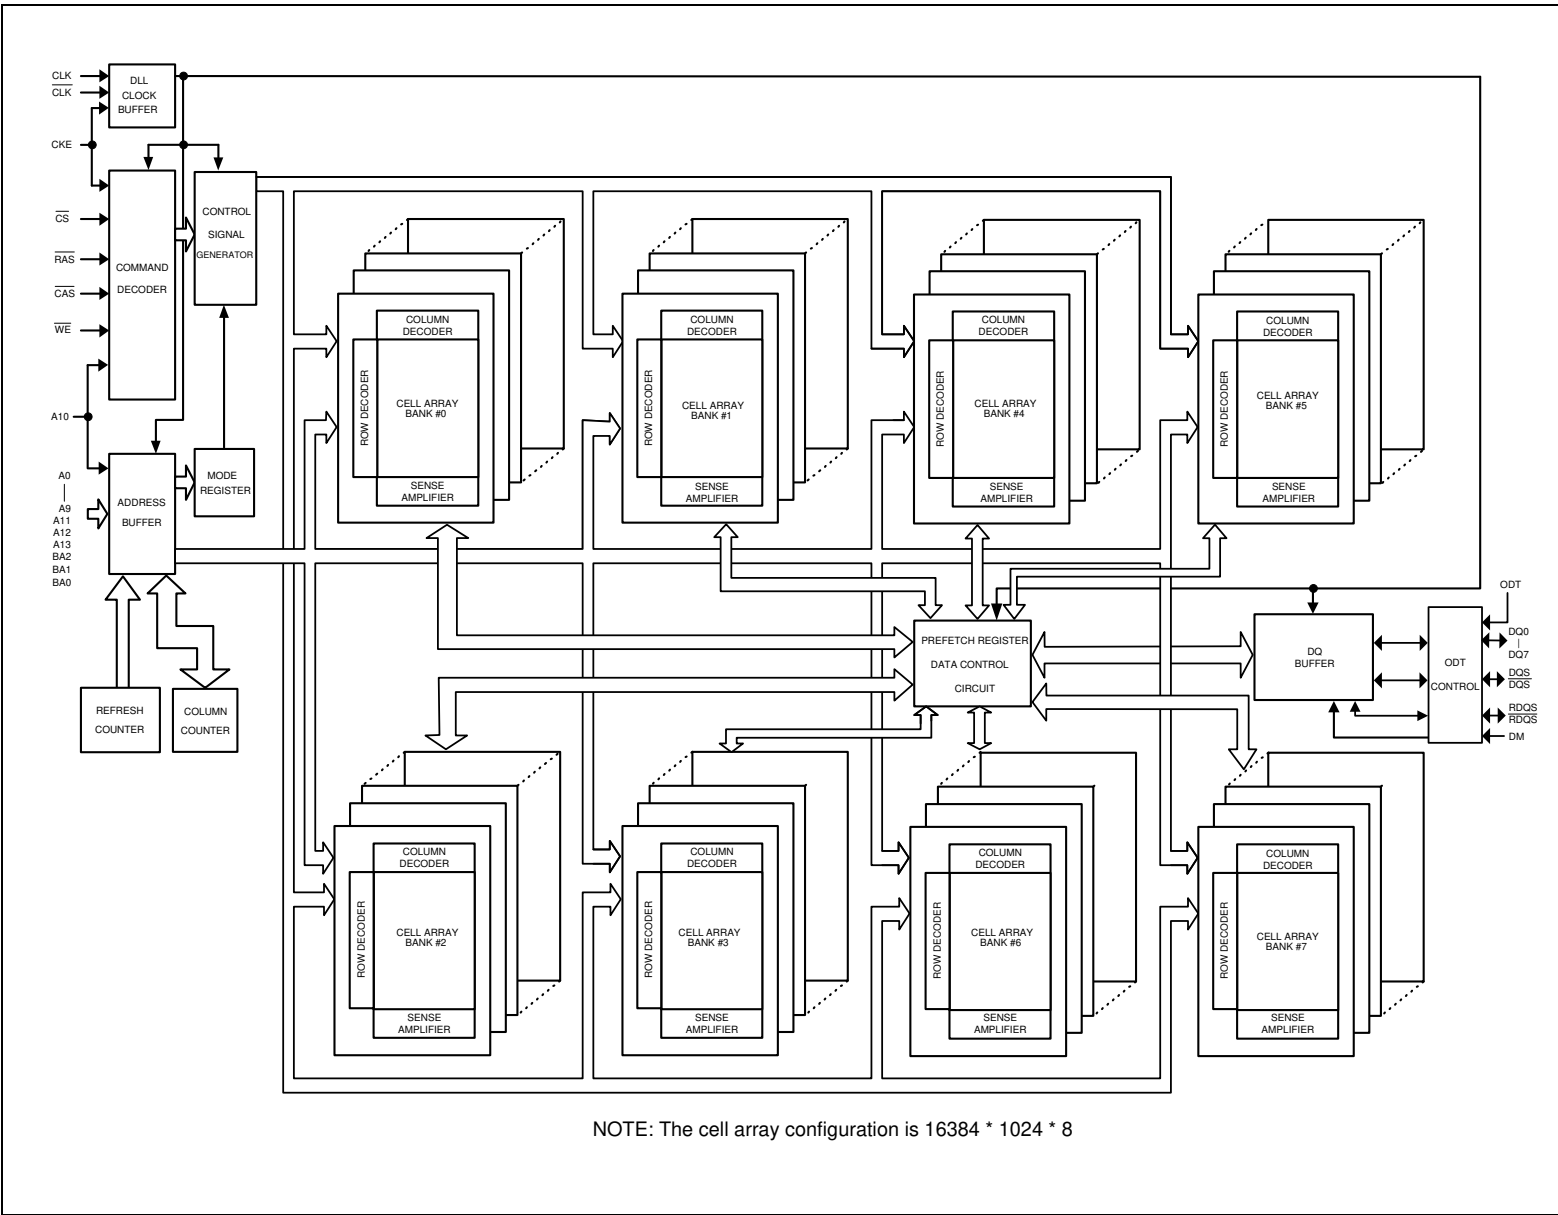 CLK
CLK
CKE
CS
RAS
CAS
WE
A10
A0
|
A9
A11
A12
A13
BA2
BA1
BA0
DLL
CLOCK
BUFFER
COMMAND
DECODER
CONTROL
SIGNAL
GENERATOR
MODE
REGISTER
ADDRESS
BUFFER
REFRESH
COUNTER
COLUMN
COUNTER
COLUMN
DECODER
ROW DECODER
CELL ARRAY
BANK #0
SENSE
AMPLIFIER
COLUMN
DECODER
ROW DECODER
CELL ARRAY
BANK #1
SENSE
AMPLIFIER
COLUMN
DECODER
ROW DECODER
CELL ARRAY
BANK #4
SENSE
AMPLIFIER
COLUMN
DECODER
ROW DECODER
CELL ARRAY
BANK #5
SENSE
AMPLIFIER
PREFETCH REGISTER
DATA CONTROL
CIRCUIT
DQ
BUFFER
ODT
CONTROL
ODT
DQ0
|
DQ7
DQS
DQS
RDQS
RDQS
DM
COLUMN
DECODER
ROW DECODER
CELL ARRAY
BANK #2
SENSE
AMPLIFIER
COLUMN
DECODER
ROW DECODER
CELL ARRAY
BANK #3
SENSE
AMPLIFIER
COLUMN
DECODER
ROW DECODER
CELL ARRAY
BANK #6
SENSE
AMPLIFIER
COLUMN
DECODER
ROW DECODER
CELL ARRAY
BANK #7
SENSE
AMPLIFIER
NOTE: The cell array configuration is 16384 * 1024 * 8